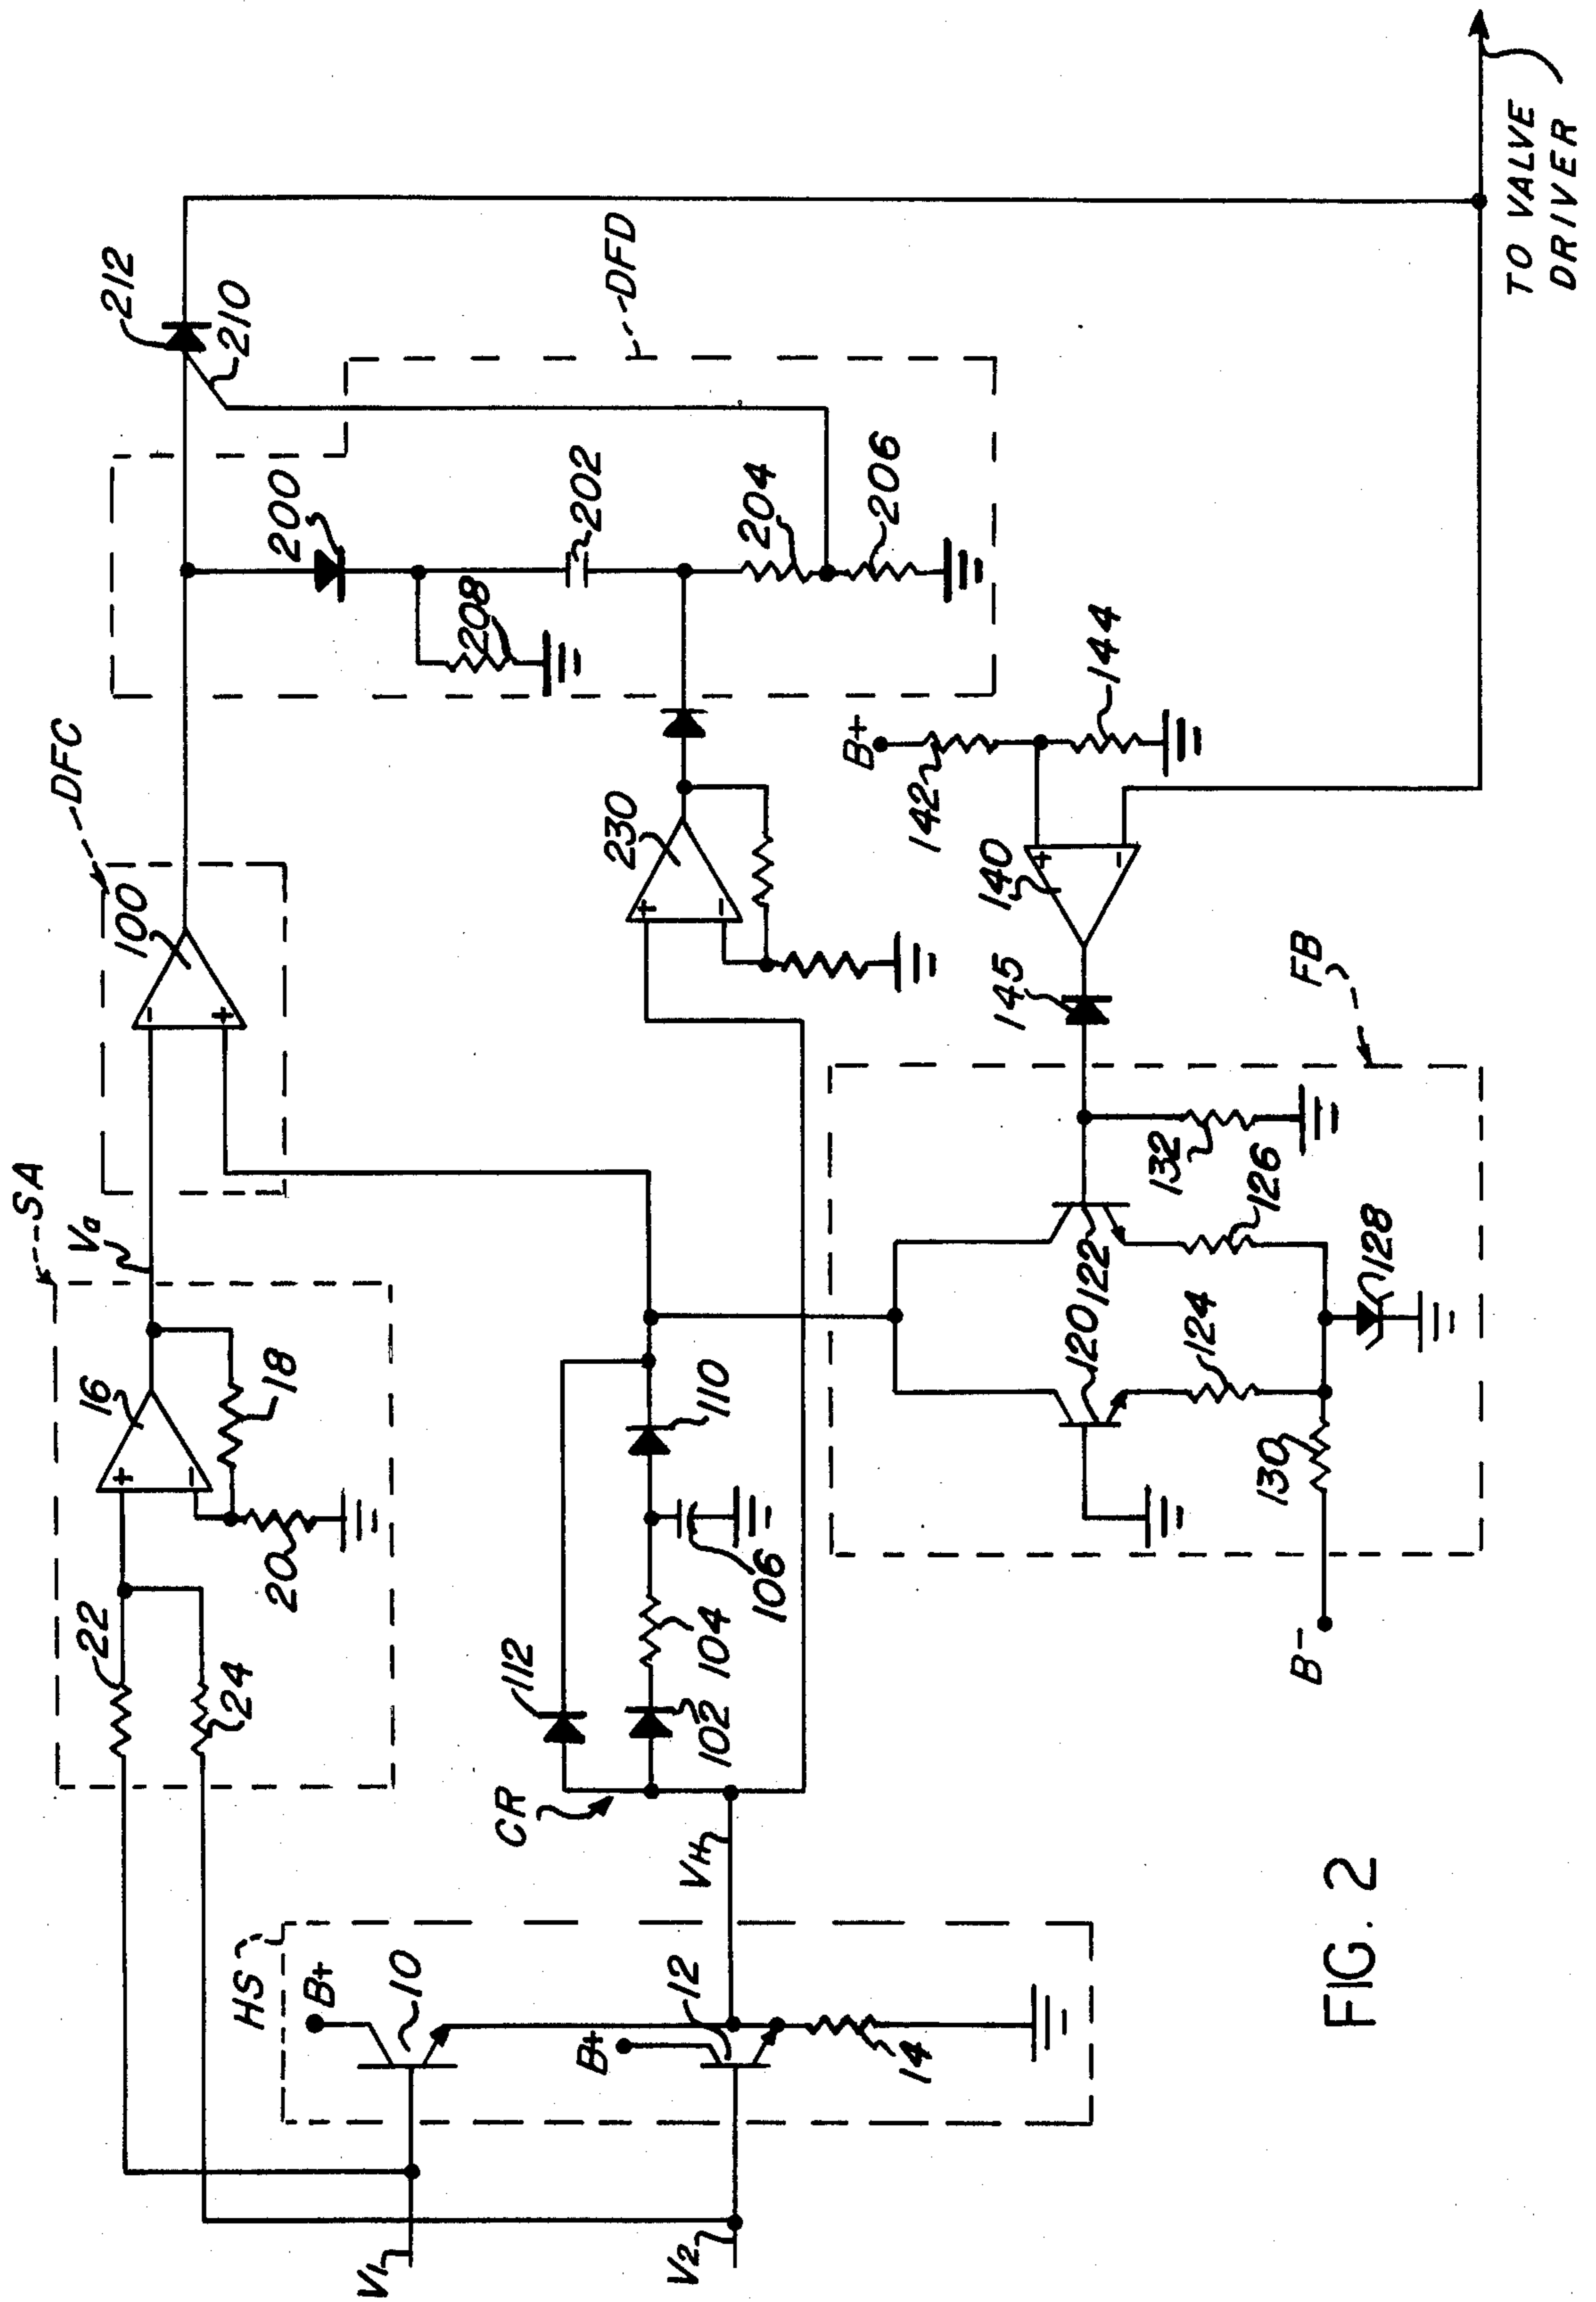 SA
Va
DFC
16
18
20
22
24
+
−
100
−
+
212
210
DFD
200
202
208
204
206
HS
B+
10
B+
12
14
V1
V2
VH
CR
112
102
104
106
110
230
+
−
B+
142
144
140
+
−
145
FB
120
122
124
126
128
130
132
B−
TO VALVE
DRIVER
FIG. 2